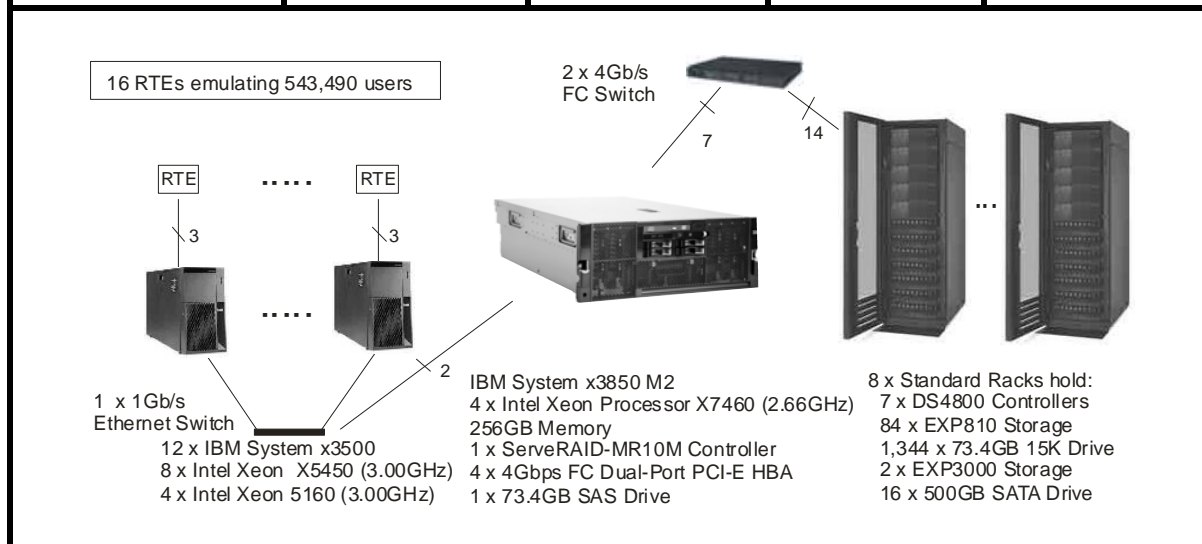 16 RTEs emulating 543,490 users
2 x 4Gb/s
FC Switch
7
14
RTE
.....
RTE
...
3
3
.....
2
1 x 1Gb/s
Ethernet Switch
12 x IBM System x3500
8 x Intel Xeon X5450 (3.00GHz)
4 x Intel Xeon 5160 (3.00GHz)
IBM System x3850 M2
4 x Intel Xeon Processor X7460 (2.66GHz)
256GB Memory
1 x ServeRAID-MR10M Controller
4 x 4Gbps FC Dual-Port PCI-E HBA
1 x 73.4GB SAS Drive
8 x Standard Racks hold:
7 x DS4800 Controllers
84 x EXP810 Storage
1,344 x 73.4GB 15K Drive
2 x EXP3000 Storage
16 x 500GB SATA Drive